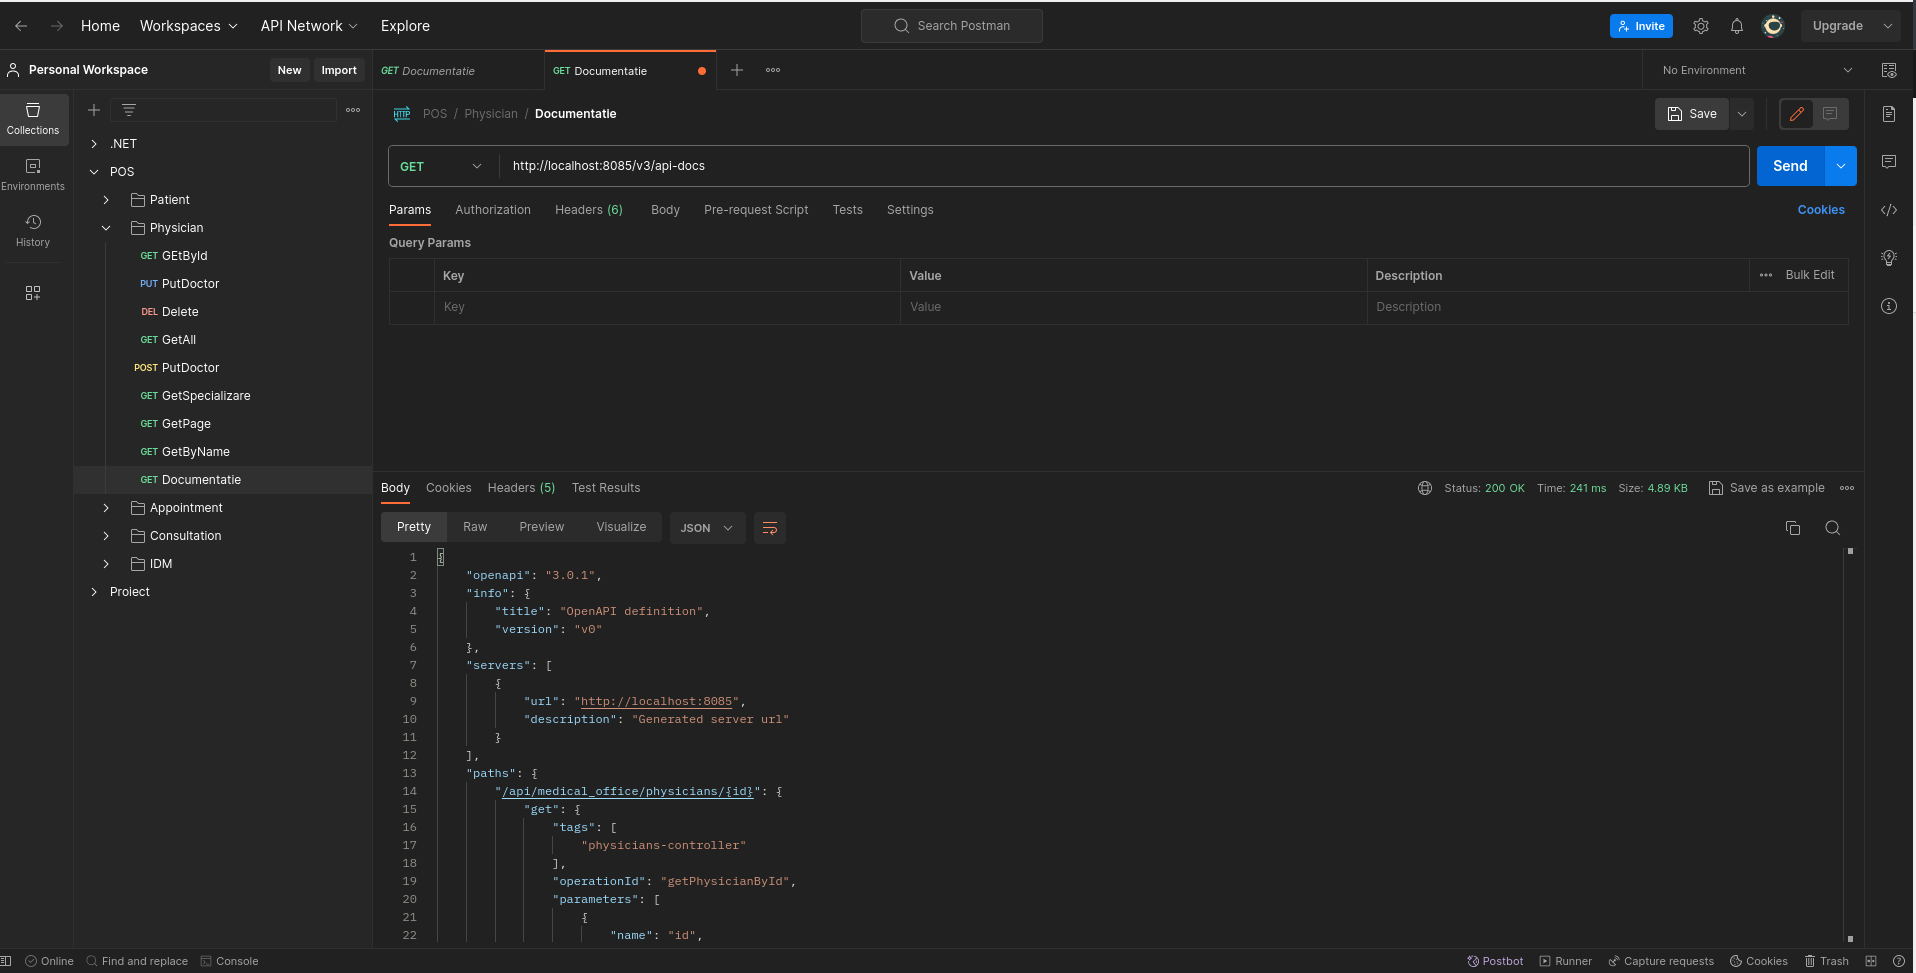 Home Workspaces API Network Explore Search Postman Invite Upgrade
Personal Workspace New Import GET Documentatie GET Documentatie No Environment
Collections
Environments
History
.NET
POS
Patient
Physician
GET GEtById
PUT PutDoctor
DEL Delete
GET GetAll
POST PutDoctor
GET GetSpecializare
GET GetPage
GET GetByName
GET Documentatie
Appointment
Consultation
IDM
Proiect
HTTP POS / Physician / Documentatie Save
GET http://localhost:8085/v3/api-docs Send
Params Authorization Headers (6) Body Pre-request Script Tests Settings Cookies
Query Params
Key Value Description Bulk Edit
Key Value Description
Body Cookies Headers (5) Test Results Status: 200 OK Time: 241 ms Size: 4.89 KB Save as example
Pretty Raw Preview Visualize JSON
1 {
2 "openapi": "3.0.1",
3 "info": {
4 "title": "OpenAPI definition",
5 "version": "v0"
6 },
7 "servers": [
8 {
9 "url": "http://localhost:8085",
10 "description": "Generated server url"
11 }
12 ],
13 "paths": {
14 "/api/medical_office/physicians/{id}": {
15 "get": {
16 "tags": [
17 "physicians-controller"
18 ],
19 "operationId": "getPhysicianById",
20 "parameters": [
21 {
22 "name": "id",
Online Find and replace Console Postbot Runner Capture requests Cookies Trash